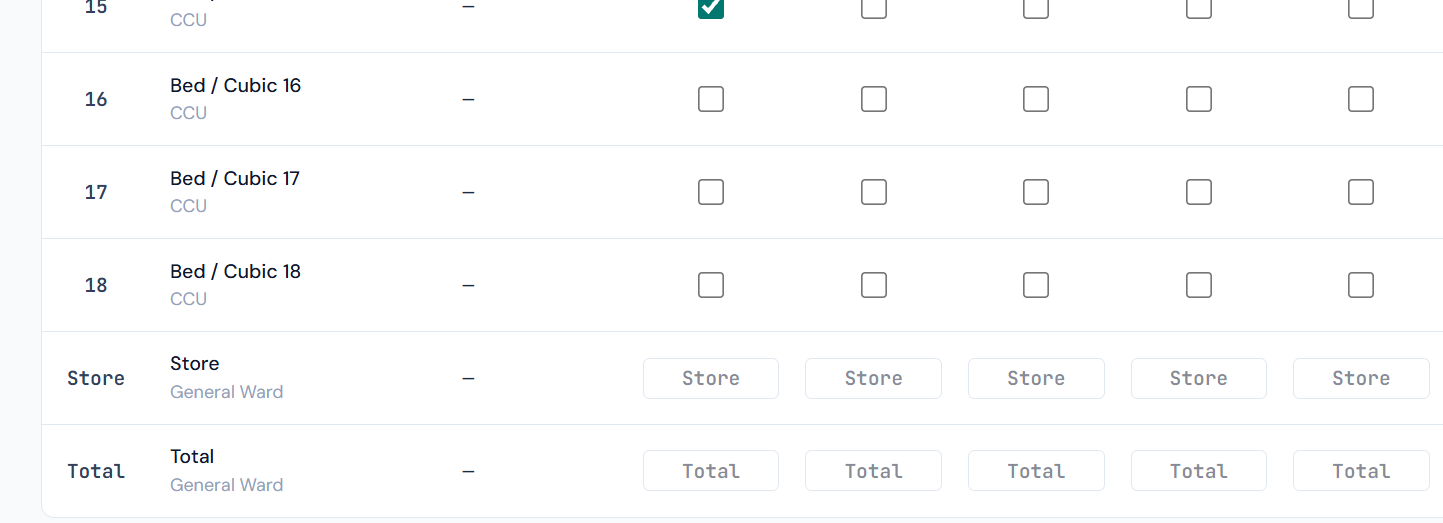 15
CCU
—
16
Bed / Cubic 16
CCU
—
17
Bed / Cubic 17
CCU
—
18
Bed / Cubic 18
CCU
—
Store
Store
General Ward
—
Store Store Store Store Store
Total
Total
General Ward
—
Total Total Total Total Total